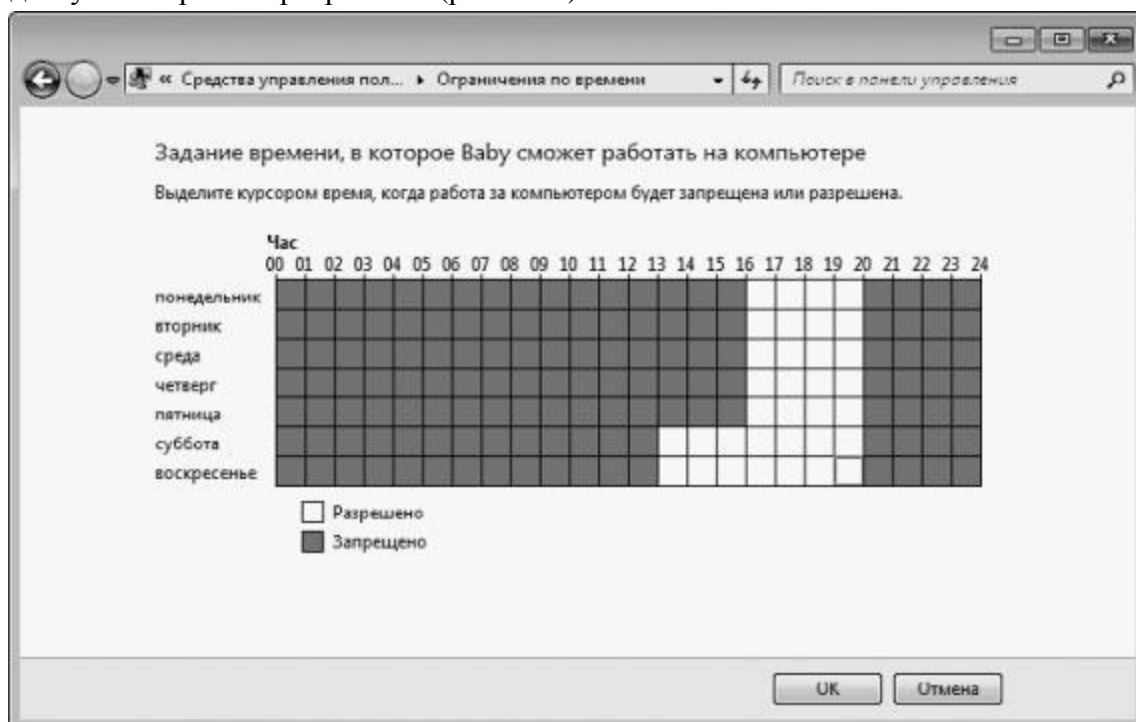 « Средства управления пол... ▸ Ограничения по времени
Поиск в панели управления
Задание времени, в которое Baby сможет работать на компьютере
Выделите курсором время, когда работа за компьютером будет запрещена или разрешена.
Час
00 01 02 03 04 05 06 07 08 09 10 11 12 13 14 15 16 17 18 19 20 21 22 23 24
понедельник
вторник
среда
четверг
пятница
суббота
воскресенье
Разрешено
Запрещено
OK Отмена